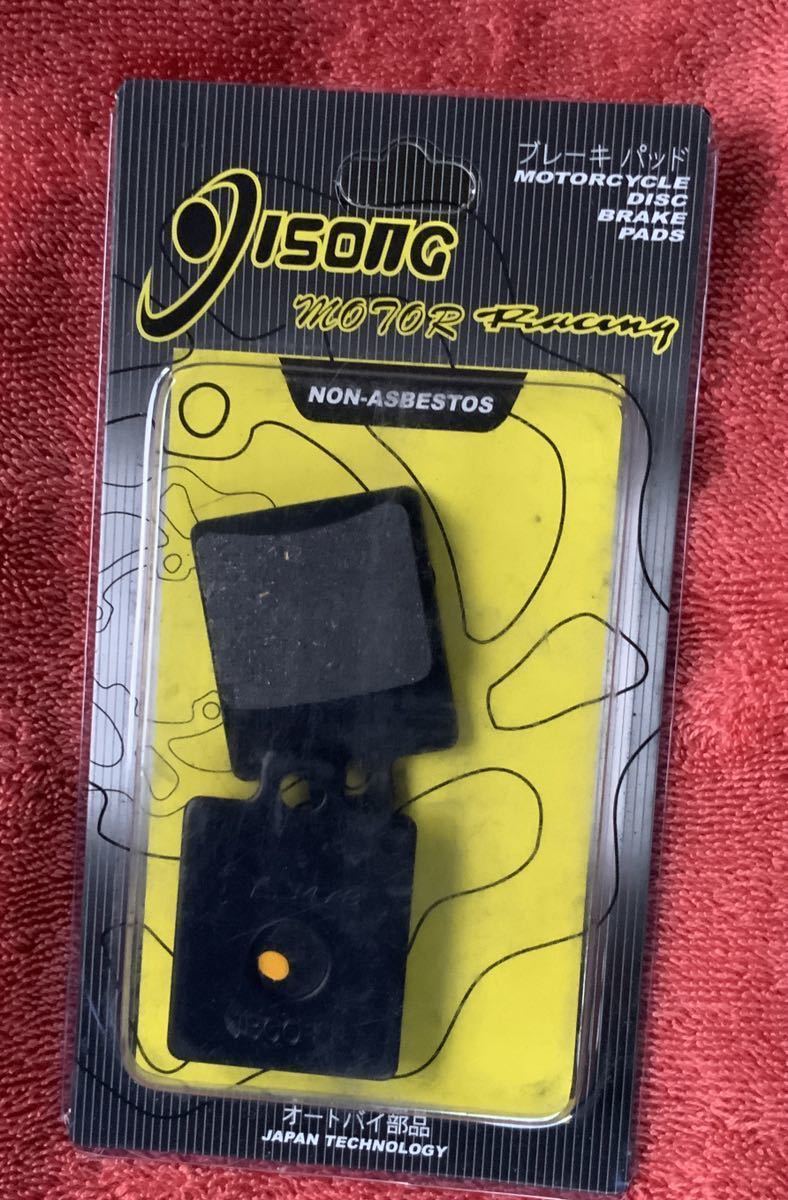 ブレーキ パッド
MOTORCYCLE
DISC
BRAKE
PADS
JISONG
MOTOR Racing
NON-ASBESTOS
オートバイ部品
JAPAN TECHNOLOGY